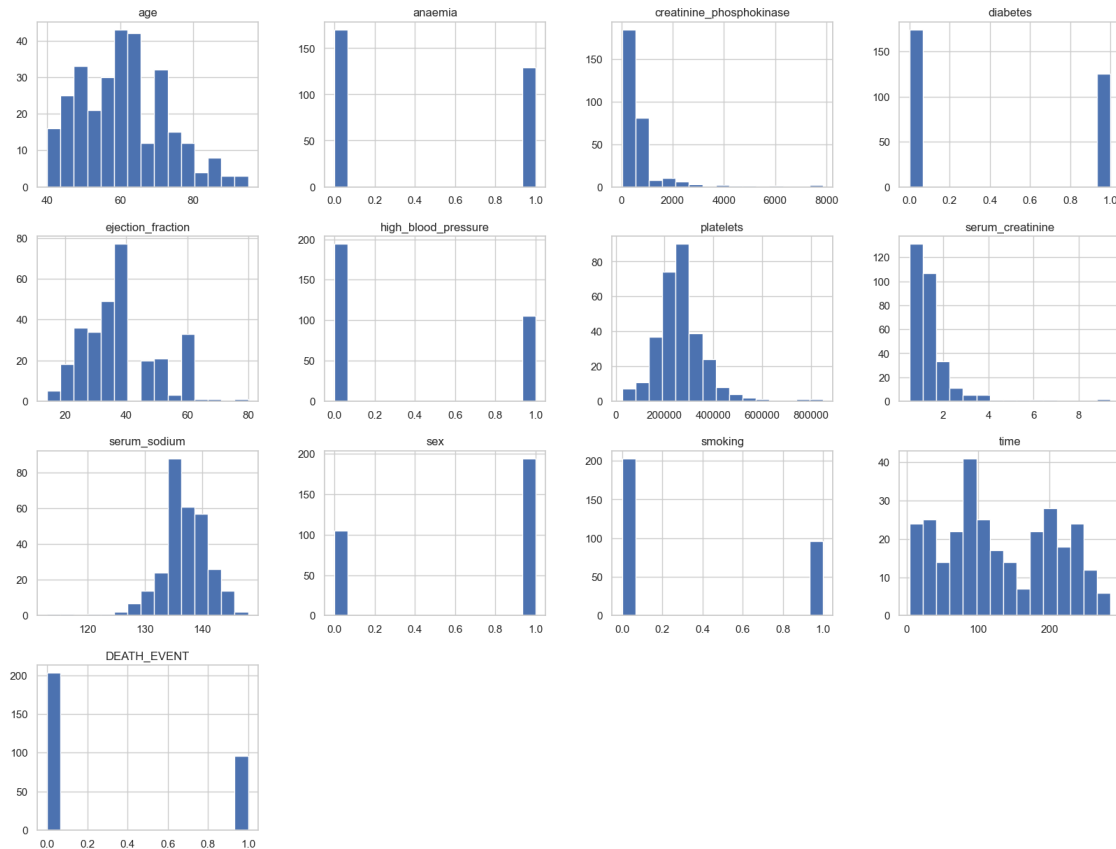 age
40
30
20
10
0
40 60 80
anaemia
150
100
50
0
0.0 0.2 0.4 0.6 0.8 1.0
creatinine_phosphokinase
150
100
50
0
0 2000 4000 6000 8000
diabetes
150
100
50
0
0.0 0.2 0.4 0.6 0.8 1.0
ejection_fraction
80
60
40
20
0
20 40 60 80
high_blood_pressure
200
150
100
50
0
0.0 0.2 0.4 0.6 0.8 1.0
platelets
80
60
40
20
0
0 200000 400000 600000 800000
serum_creatinine
120
100
80
60
40
20
0
2 4 6 8
serum_sodium
80
60
40
20
0
120 130 140
sex
200
150
100
50
0
0.0 0.2 0.4 0.6 0.8 1.0
smoking
200
150
100
50
0
0.0 0.2 0.4 0.6 0.8 1.0
time
40
30
20
10
0
0 100 200
DEATH_EVENT
200
150
100
50
0
0.0 0.2 0.4 0.6 0.8 1.0